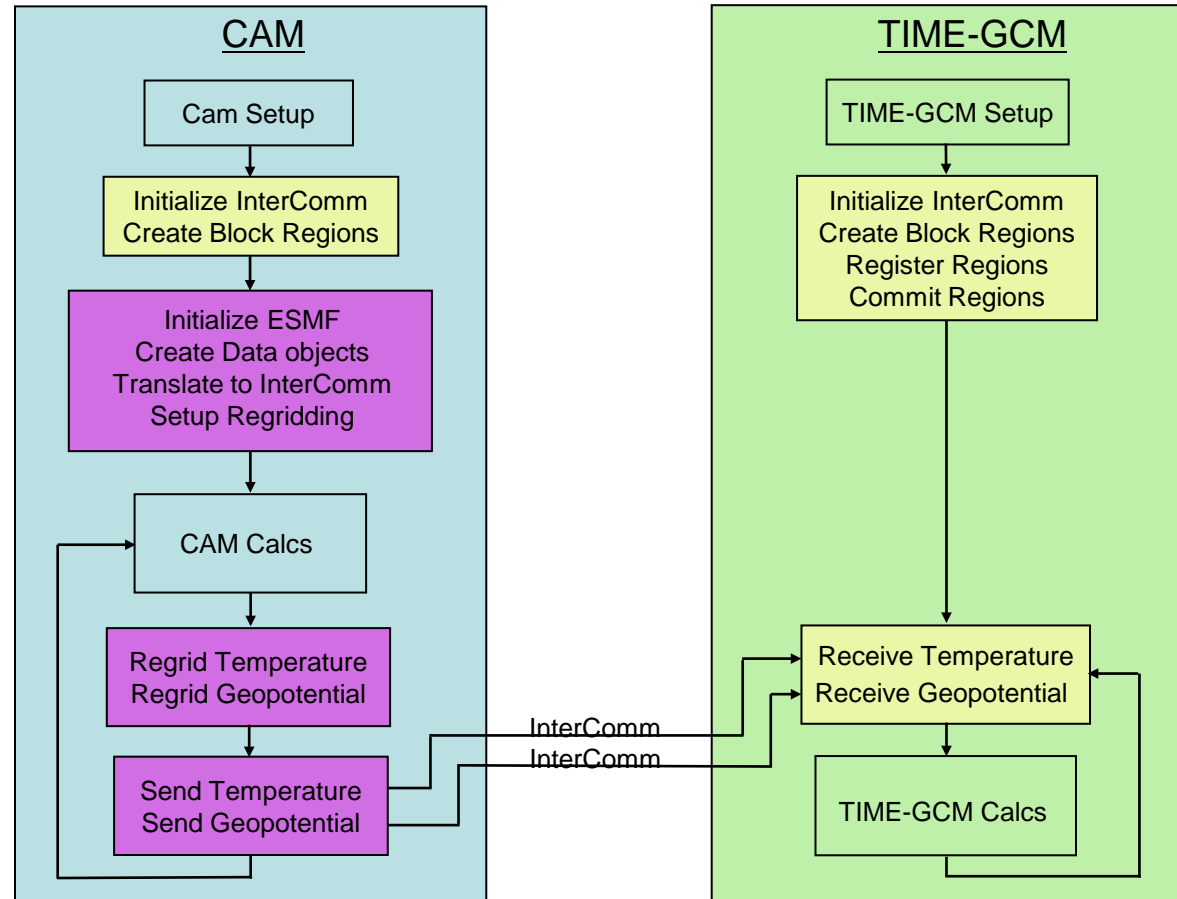 CAM
Cam Setup
Initialize InterComm
Create Block Regions
Initialize ESMF
Create Data objects
Translate to InterComm
Setup Regridding
CAM Calcs
Regrid Temperature
Regrid Geopotential
Send Temperature
Send Geopotential
InterComm
InterComm
TIME-GCM
TIME-GCM Setup
Initialize InterComm
Create Block Regions
Register Regions
Commit Regions
Receive Temperature
Receive Geopotential
TIME-GCM Calcs